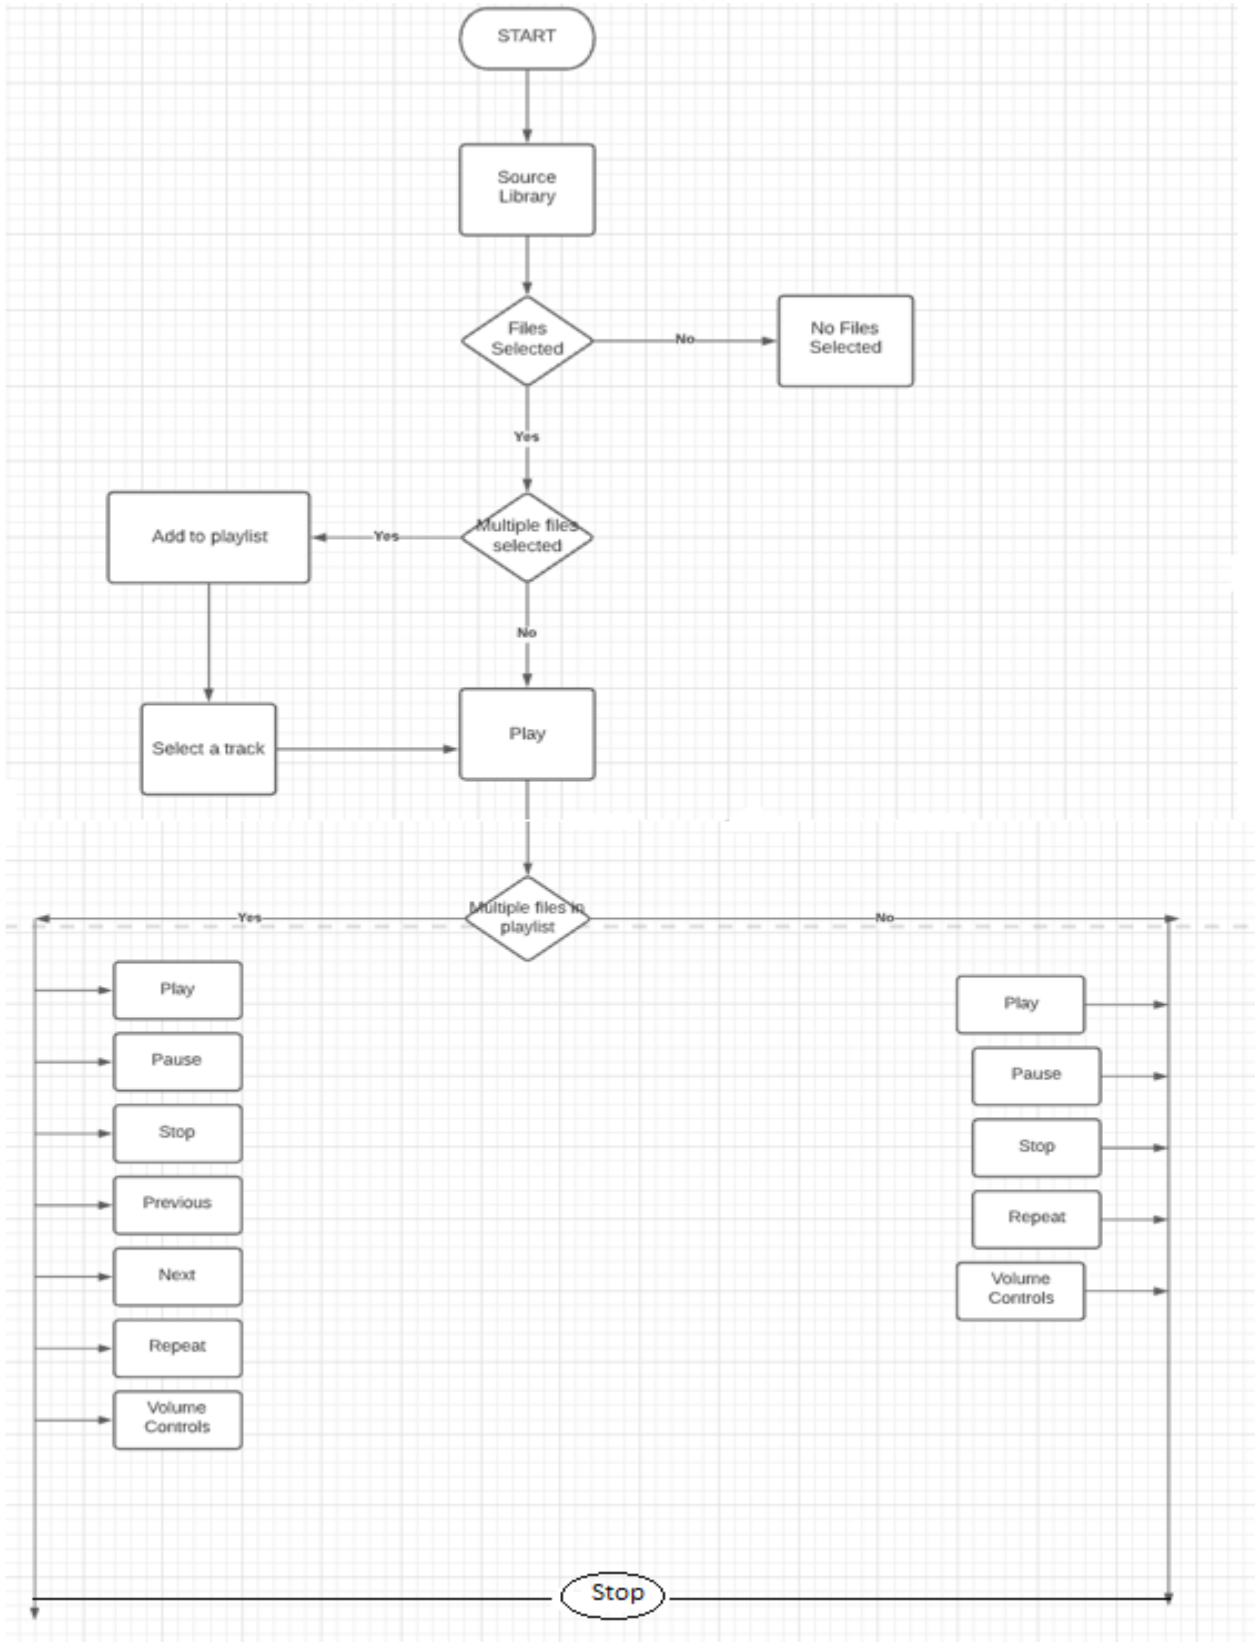 START
Source
Library
Files
Selected
No
No Files
Selected
Yes
Multiple files
selected
Yes
Add to playlist
No
Select a track
Play
Multiple files in
playlist
Yes
No
Play
Pause
Stop
Previous
Next
Repeat
Volume
Controls
Play
Pause
Stop
Repeat
Volume
Controls
Stop